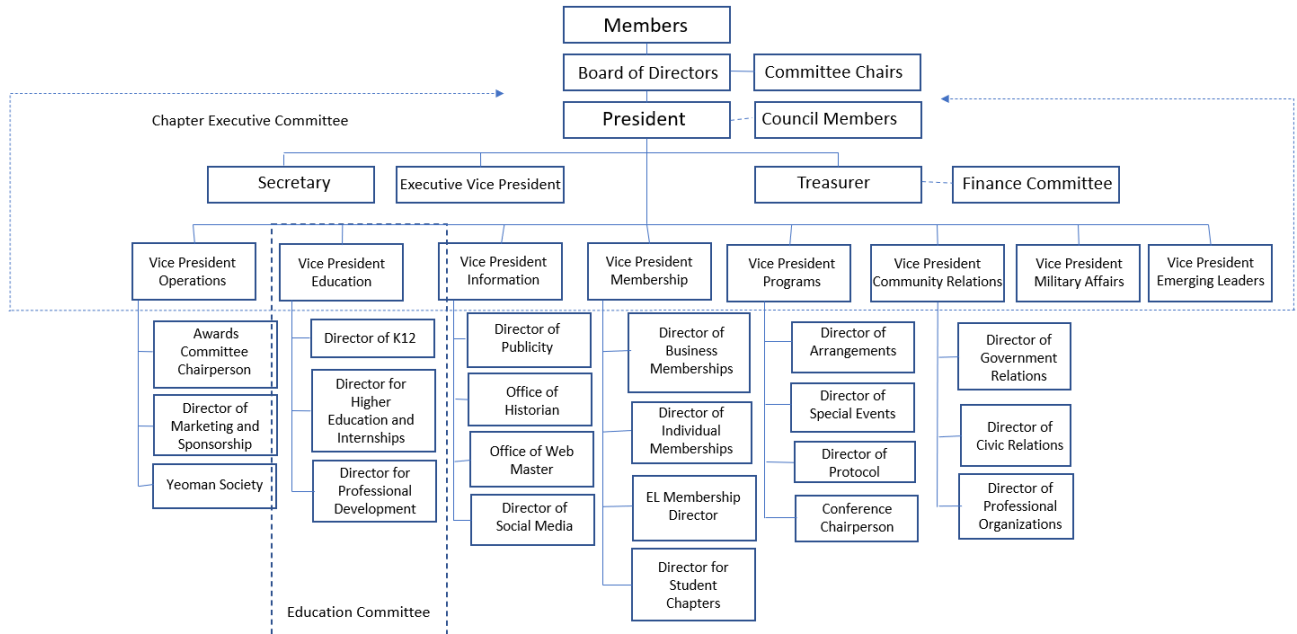 Members
Board of Directors
Committee Chairs
Chapter Executive Committee
President
Council Members
Secretary
Executive Vice President
Treasurer
Finance Committee
Vice President
Operations
Vice President
Education
Vice President
Information
Vice President
Membership
Vice President
Programs
Vice President
Community Relations
Vice President
Military Affairs
Vice President
Emerging Leaders
Awards
Committee
Chairperson
Director of
Marketing and
Sponsorship
Yeoman Society
Director of K12
Director for
Higher
Education and
Internships
Director for
Professional
Development
Education Committee
Director of
Publicity
Office of
Historian
Office of Web
Master
Director of
Social Media
Director of
Business
Memberships
Director of
Individual
Memberships
EL Membership
Director
Director for
Student
Chapters
Director of
Arrangements
Director of
Special Events
Director of
Protocol
Conference
Chairperson
Director of
Government
Relations
Director of
Civic Relations
Director of
Professional
Organizations